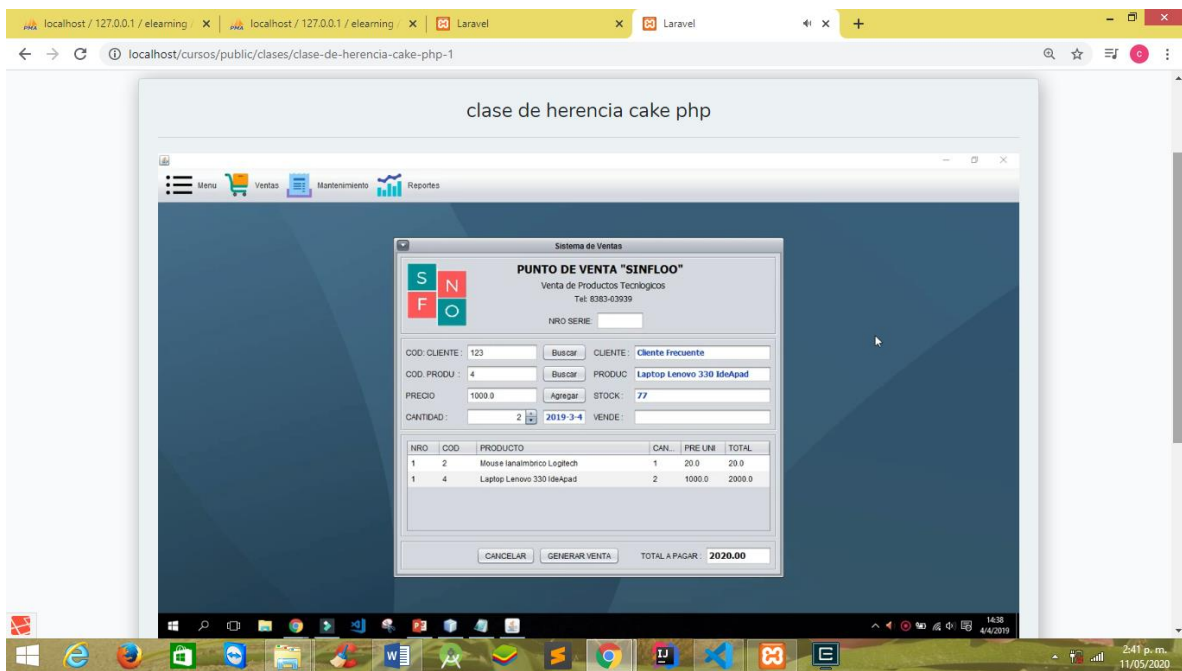 localhost / 127.0.0.1 / elearning / localhost / 127.0.0.1 / elearning / Laravel Laravel
localhost/cursos/public/clases/clase-de-herencia-cake-php-1
clase de herencia cake php
Menu Ventas Mantenimiento Reportes
Sistema de Ventas
S N
F O
PUNTO DE VENTA "SINFLOO"
Venta de Productos Tecnlogicos
Tel: 8383-03939
NRO SERIE:
COD: CLIENTE : 123 Buscar CLIENTE : Cliente Frecuente
COD. PRODU : 4 Buscar PRODUC Laptop Lenovo 330 IdeApad
PRECIO 1000.0 Agregar STOCK : 77
CANTIDAD : 2 2019-3-4 VENDE :
NRO COD PRODUCTO CAN... PRE UNI TOTAL
1 2 Mouse Ianalmbrico Logitech 1 20.0 20.0
1 4 Laptop Lenovo 330 IdeApad 2 1000.0 2000.0
CANCELAR GENERAR VENTA TOTAL A PAGAR : 2020.00
14:38
4/4/2019
2:41 p. m.
11/05/2020